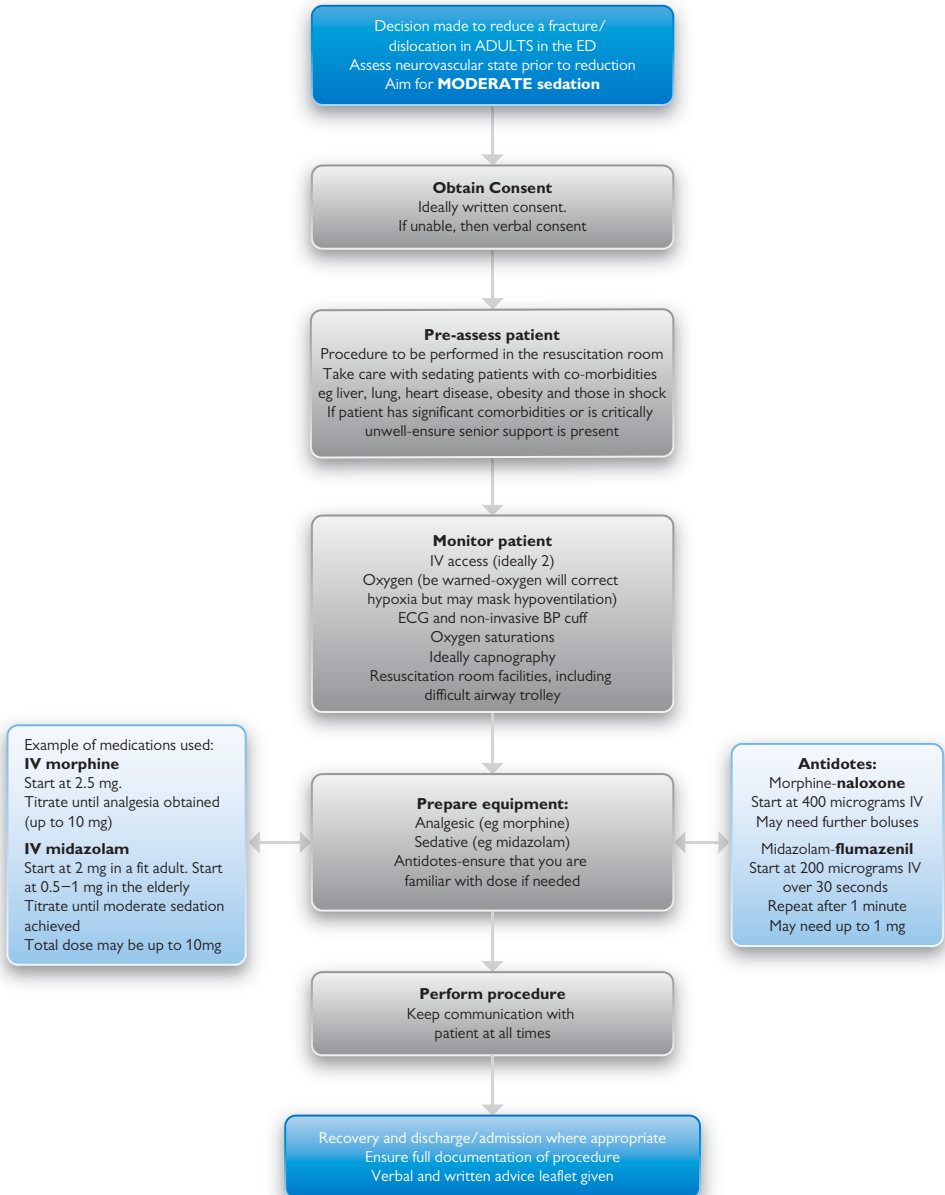 Decision made to reduce a fracture/
dislocation in ADULTS in the ED
Assess neurovascular state prior to reduction
Aim for MODERATE sedation
Obtain Consent
Ideally written consent.
If unable, then verbal consent
Pre-assess patient
Procedure to be performed in the resuscitation room
Take care with sedating patients with co-morbidities
eg liver, lung, heart disease, obesity and those in shock
If patient has significant comorbidities or is critically
unwell-ensure senior support is present
Monitor patient
IV access (ideally 2)
Oxygen (be warned-oxygen will correct
hypoxia but may mask hypoventilation)
ECG and non-invasive BP cuff
Oxygen saturations
Ideally capnography
Resuscitation room facilities, including
difficult airway trolley
Example of medications used:
IV morphine
Start at 2.5 mg.
Titrate until analgesia obtained
(up to 10 mg)
IV midazolam
Start at 2 mg in a fit adult. Start
at 0.5–1 mg in the elderly
Titrate until moderate sedation
achieved
Total dose may be up to 10mg
Prepare equipment:
Analgesic (eg morphine)
Sedative (eg midazolam)
Antidotes-ensure that you are
familiar with dose if needed
Antidotes:
Morphine-naloxone
Start at 400 micrograms IV
May need further boluses
Midazolam-flumazenil
Start at 200 micrograms IV
over 30 seconds
Repeat after 1 minute
May need up to 1 mg
Perform procedure
Keep communication with
patient at all times
Recovery and discharge/admission where appropriate
Ensure full documentation of procedure
Verbal and written advice leaflet given